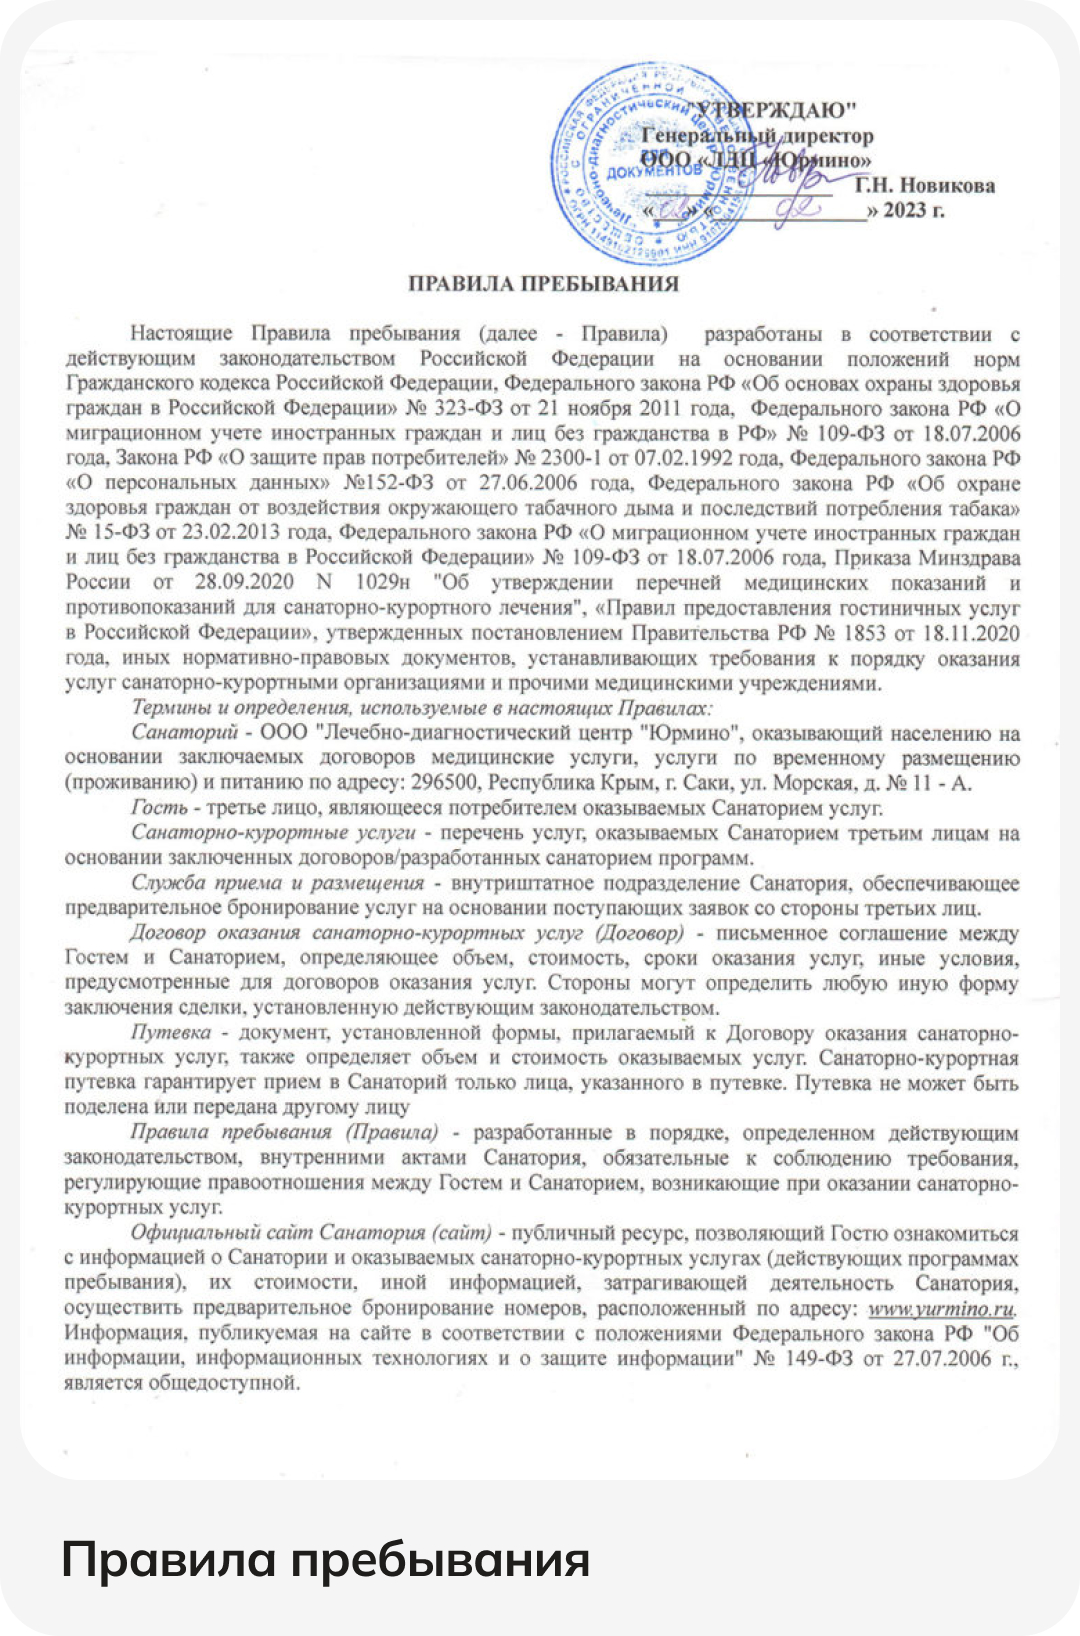 "УТВЕРЖДАЮ"
Генеральный директор
ООО «ЛДЦ «Юрмино»
Г.Н. Новикова
« » « » 2023 г.
ДЛЯ
ДОКУМЕНТОВ
ПРАВИЛА ПРЕБЫВАНИЯ
Настоящие Правила пребывания (далее - Правила) разработаны в соответствии с
действующим законодательством Российской Федерации на основании положений норм
Гражданского кодекса Российской Федерации, Федерального закона РФ «Об основах охраны здоровья
граждан в Российской Федерации» № 323-ФЗ от 21 ноября 2011 года, Федерального закона РФ «О
миграционном учете иностранных граждан и лиц без гражданства в РФ» № 109-ФЗ от 18.07.2006
года, Закона РФ «О защите прав потребителей» № 2300-1 от 07.02.1992 года, Федерального закона РФ
«О персональных данных» №152-ФЗ от 27.06.2006 года, Федерального закона РФ «Об охране
здоровья граждан от воздействия окружающего табачного дыма и последствий потребления табака»
№ 15-ФЗ от 23.02.2013 года, Федерального закона РФ «О миграционном учете иностранных граждан
и лиц без гражданства в Российской Федерации» № 109-ФЗ от 18.07.2006 года, Приказа Минздрава
России от 28.09.2020 N 1029н "Об утверждении перечней медицинских показаний и
противопоказаний для санаторно-курортного лечения", «Правил предоставления гостиничных услуг
в Российской Федерации», утвержденных постановлением Правительства РФ № 1853 от 18.11.2020
года, иных нормативно-правовых документов, устанавливающих требования к порядку оказания
услуг санаторно-курортными организациями и прочими медицинскими учреждениями.
Термины и определения, используемые в настоящих Правилах:
Санаторий - ООО "Лечебно-диагностический центр "Юрмино", оказывающий населению на
основании заключаемых договоров медицинские услуги, услуги по временному размещению
(проживанию) и питанию по адресу: 296500, Республика Крым, г. Саки, ул. Морская, д. № 11 - А.
Гость - третье лицо, являющееся потребителем оказываемых Санаторием услуг.
Санаторно-курортные услуги - перечень услуг, оказываемых Санаторием третьим лицам на
основании заключенных договоров/разработанных санаторием программ.
Служба приема и размещения - внутриштатное подразделение Санатория, обеспечивающее
предварительное бронирование услуг на основании поступающих заявок со стороны третьих лиц.
Договор оказания санаторно-курортных услуг (Договор) - письменное соглашение между
Гостем и Санаторием, определяющее объем, стоимость, сроки оказания услуг, иные условия,
предусмотренные для договоров оказания услуг. Стороны могут определить любую иную форму
заключения сделки, установленную действующим законодательством.
Путевка - документ, установленной формы, прилагаемый к Договору оказания санаторно-
курортных услуг, также определяет объем и стоимость оказываемых услуг. Санаторно-курортная
путевка гарантирует прием в Санаторий только лица, указанного в путевке. Путевка не может быть
поделена или передана другому лицу
Правила пребывания (Правила) - разработанные в порядке, определенном действующим
законодательством, внутренними актами Санатория, обязательные к соблюдению требования,
регулирующие правоотношения между Гостем и Санаторием, возникающие при оказании санаторно-
курортных услуг.
Официальный сайт Санатория (сайт) - публичный ресурс, позволяющий Гостю ознакомиться
с информацией о Санатории и оказываемых санаторно-курортных услугах (действующих программах
пребывания), их стоимости, иной информацией, затрагивающей деятельность Санатория,
осуществить предварительное бронирование номеров, расположенный по адресу: www.yurmino.ru.
Информация, публикуемая на сайте в соответствии с положениями Федерального закона РФ "Об
информации, информационных технологиях и о защите информации" № 149-ФЗ от 27.07.2006 г.,
является общедоступной.
Правила пребывания